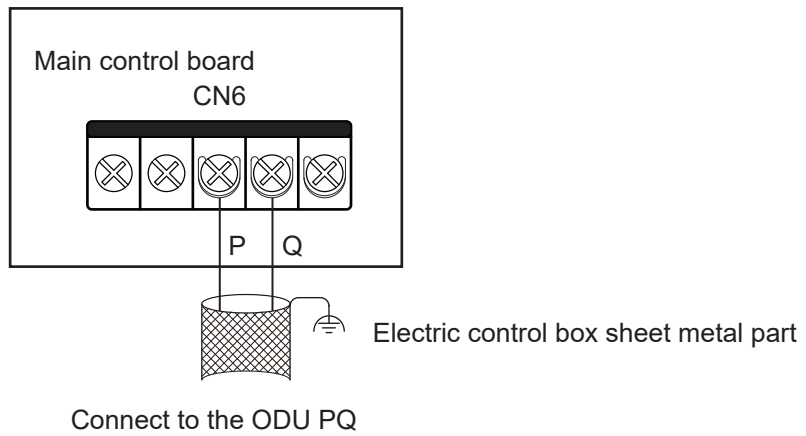 Main control board
CN6
P
Q
Electric control box sheet metal part
Connect to the ODU PQ